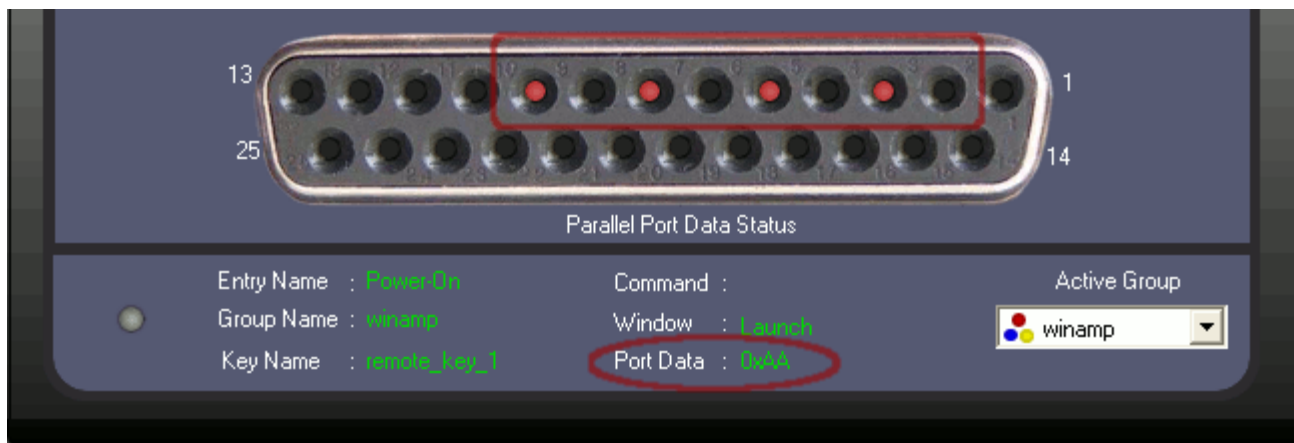 13
1
25
14
Parallel Port Data Status
Entry Name : Power-On
Group Name : winamp
Key Name : remote_key_1
Command :
Window : Launch
Port Data : 0xAA
Active Group
winamp